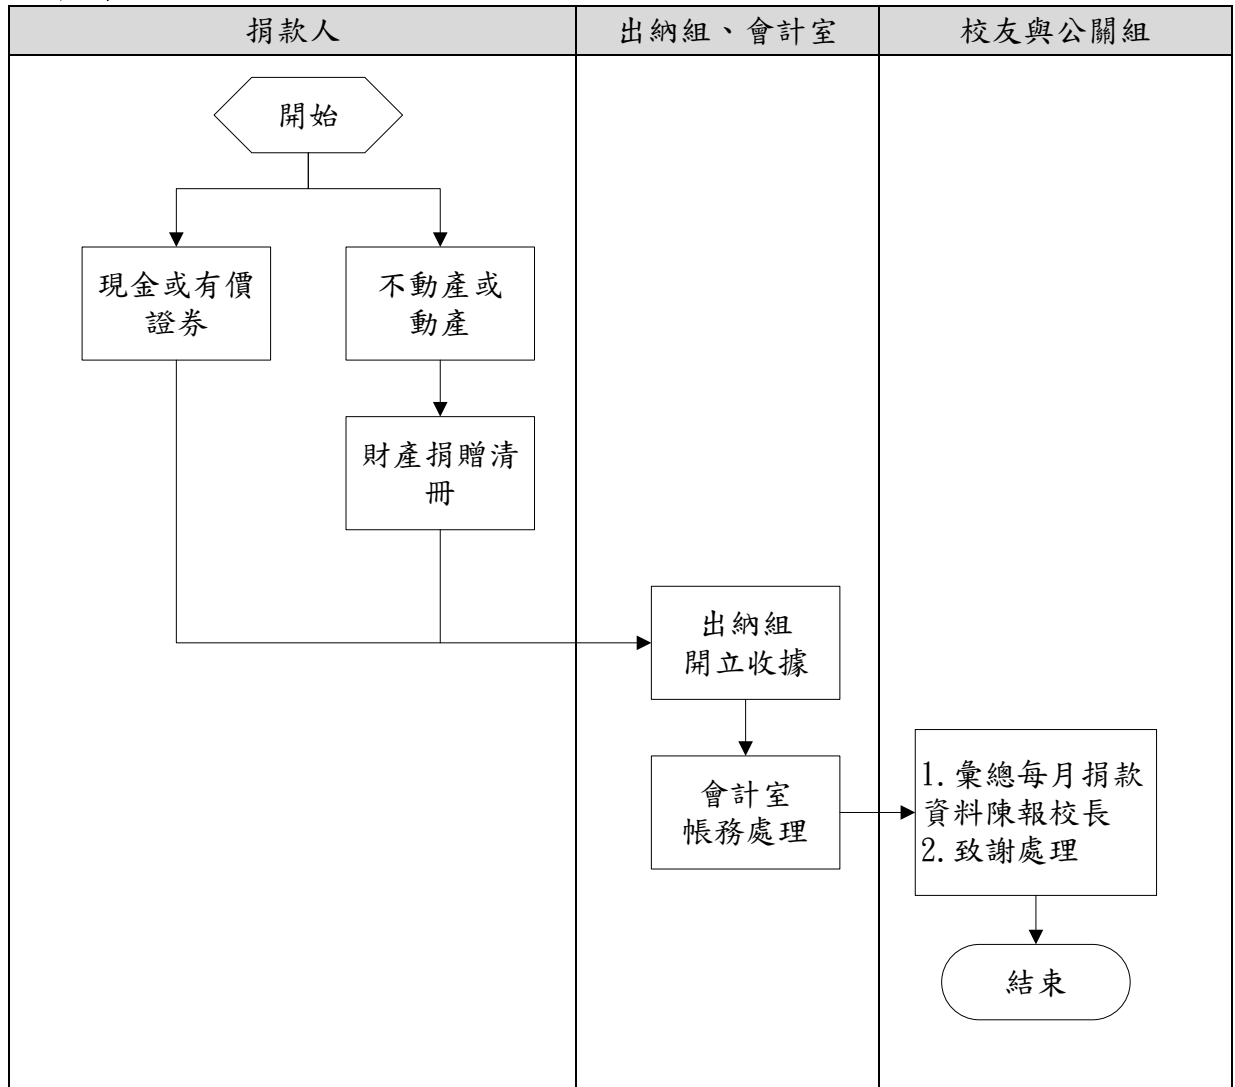 捐款人
出納組、會計室
校友與公關組
開始
現金或有價
證券
不動產或
動產
財產捐贈清
冊
出納組
開立收據
會計室
帳務處理
1.彙總每月捐款
資料陳報校長
2.致謝處理
結束